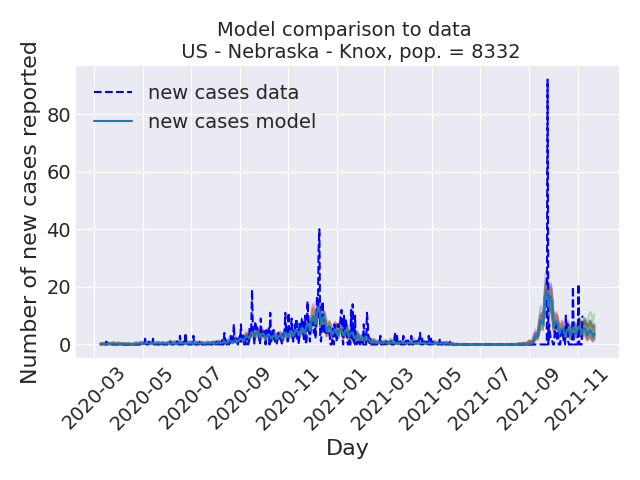 Model comparison to data
US - Nebraska - Knox, pop. = 8332
Number of new cases reported
80
60
40
20
0
new cases data
new cases model
2020-03
2020-05
2020-07
2020-09
2020-11
2021-01
2021-03
2021-05
2021-07
2021-09
2021-11
Day